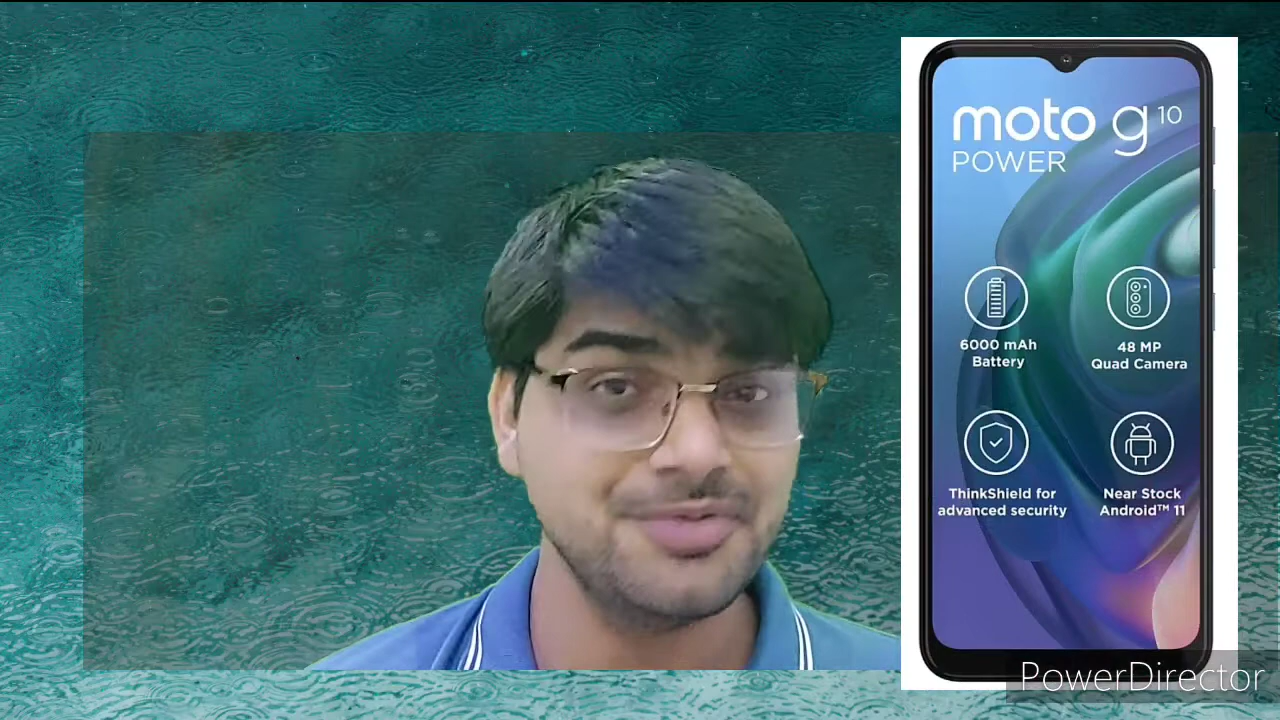 moto g 10
POWER
6000 mAh
Battery
48 MP
Quad Camera
ThinkShield for
advanced security
Near Stock
Android™ 11
PowerDirector